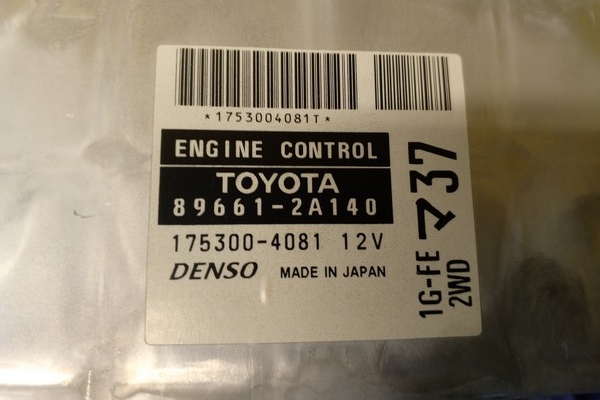 *1753004081T*
ENGINE CONTROL
TOYOTA
89661-2A140
175300-4081 12V
DENSO MADE IN JAPAN
マ37
1G-FE
2WD